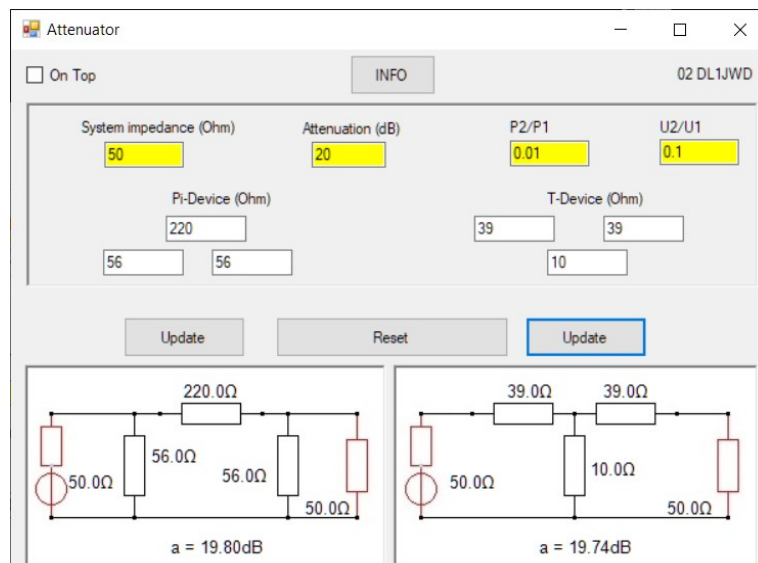 Attenuator
On Top
INFO
02 DL1JWD
System impedance (Ohm)
Attenuation (dB)
P2/P1
U2/U1
50
20
0.01
0.1
Pi-Device (Ohm)
T-Device (Ohm)
220
39
39
56
56
10
Update
Reset
Update
220.0Ω
56.0Ω
56.0Ω
50.0Ω
50.0Ω
a = 19.80dB
39.0Ω
39.0Ω
10.0Ω
50.0Ω
50.0Ω
a = 19.74dB